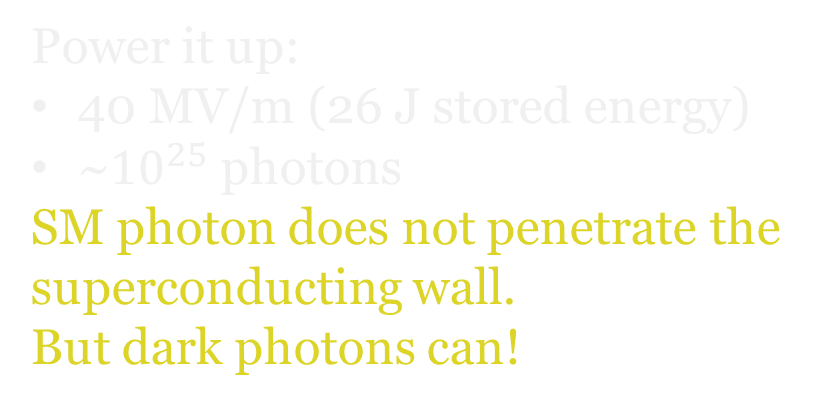 Power it up:
• 40 MV/m (26 J stored energy)
• ~10²⁵ photons
SM photon does not penetrate the
superconducting wall.
But dark photons can!